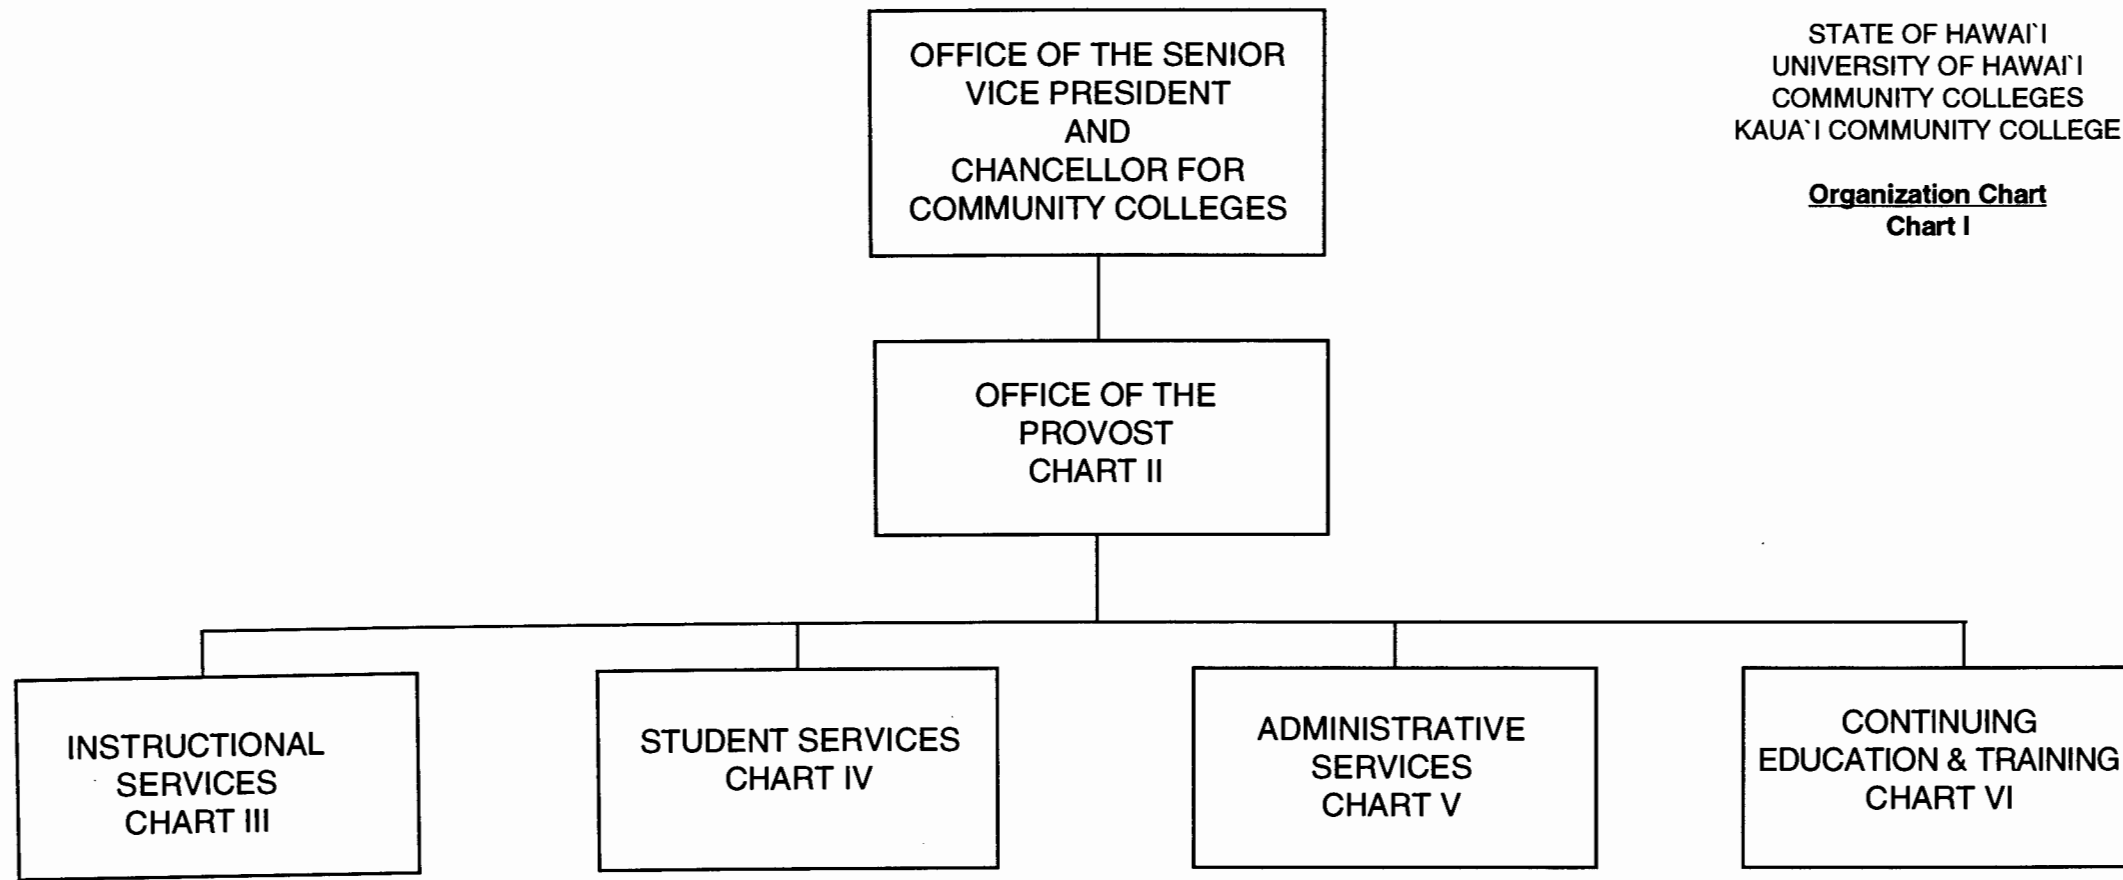 OFFICE OF THE SENIOR
VICE PRESIDENT
AND
CHANCELLOR FOR
COMMUNITY COLLEGES
STATE OF HAWAI`I
UNIVERSITY OF HAWAI`I
COMMUNITY COLLEGES
KAUA`I COMMUNITY COLLEGE
Organization Chart
Chart I
OFFICE OF THE
PROVOST
CHART II
INSTRUCTIONAL
SERVICES
CHART III
STUDENT SERVICES
CHART IV
ADMINISTRATIVE
SERVICES
CHART V
CONTINUING
EDUCATION & TRAINING
CHART VI